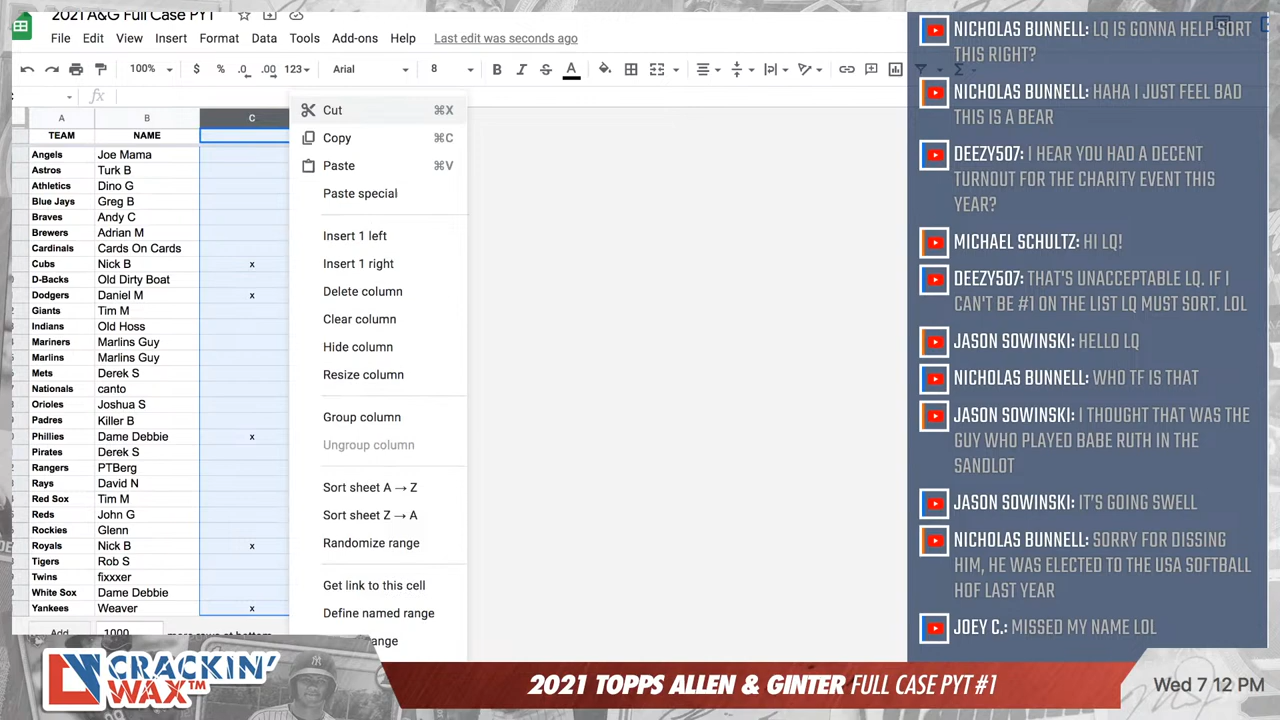 2021 A&G Full Case PYT
File Edit View Insert Data Tools Add-ons Help Last edit was seconds ago
100% $ % .0 .00 123 Arial 8 B I S A
fx
A B C
TEAM NAME
Angels Joe Mama
Astros Turk B
Athletics Dino G
Blue Jays Greg B
Braves Andy C
Brewers Adrian M
Cardinals Cards On Cards
Cubs Nick B x
D-Backs Old Dirty Boat
Dodgers Daniel M x
Giants Tim M
Indians Old Hoss
Mariners Marlins Guy
Marlins Marlins Guy
Mets Derek S
Nationals canto
Orioles Joshua S
Padres Killer B
Phillies Dame Debbie x
Pirates Derek S
Rangers PTBerg
Rays David N
Red Sox Tim M
Reds John G
Rockies Glenn
Royals Nick B x
Tigers Rob S
Twins fixxxer
White Sox Dame Debbie
Yankees Weaver x
Add 1000 more rows at bottom
Cut ⌘X
Copy ⌘C
Paste ⌘V
Paste special
Insert 1 left
Insert 1 right
Delete column
Clear column
Hide column
Resize column
Group column
Ungroup column
Sort sheet A → Z
Sort sheet Z → A
Randomize range
Get link to this cell
Define named range
NICHOLAS BUNNELL: LQ IS GONNA HELP SORT
THIS RIGHT?
NICHOLAS BUNNELL: HAHA I JUST FEEL BAD
THIS IS A BEAR
DEEZY507: I HEAR YOU HAD A DECENT
TURNOUT FOR THE CHARITY EVENT THIS
YEAR?
MICHAEL SCHULTZ: HI LQ!
DEEZY507: THAT'S UNACCEPTABLE LQ. IF I
CAN'T BE #1 ON THE LIST LQ MUST SORT. LOL
JASON SOWINSKI: HELLO LQ
NICHOLAS BUNNELL: WHO TF IS THAT
JASON SOWINSKI: I THOUGHT THAT WAS THE
GUY WHO PLAYED BABE RUTH IN THE
SANDLOT
JASON SOWINSKI: IT'S GOING SWELL
NICHOLAS BUNNELL: SORRY FOR DISSING
HIM, HE WAS ELECTED TO THE USA SOFTBALL
HOF LAST YEAR
JOEY C.: MISSED MY NAME LOL
CRACKIN'
WAX™
2021 TOPPS ALLEN & GINTER FULL CASE PYT #1
Wed 7 12 PM